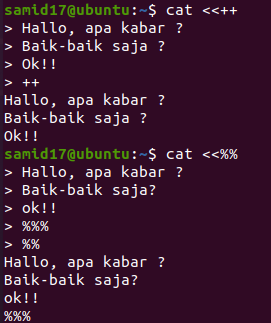 samid17@ubuntu:~$ cat <<++
> Hallo, apa kabar ?
> Baik-baik saja ?
> Ok!!
> ++
Hallo, apa kabar ?
Baik-baik saja ?
Ok!!
samid17@ubuntu:~$ cat <<%%
> Hallo, apa kabar ?
> Baik-baik saja?
> ok!!
> %%%
> %%
Hallo, apa kabar ?
Baik-baik saja?
ok!!
%%%